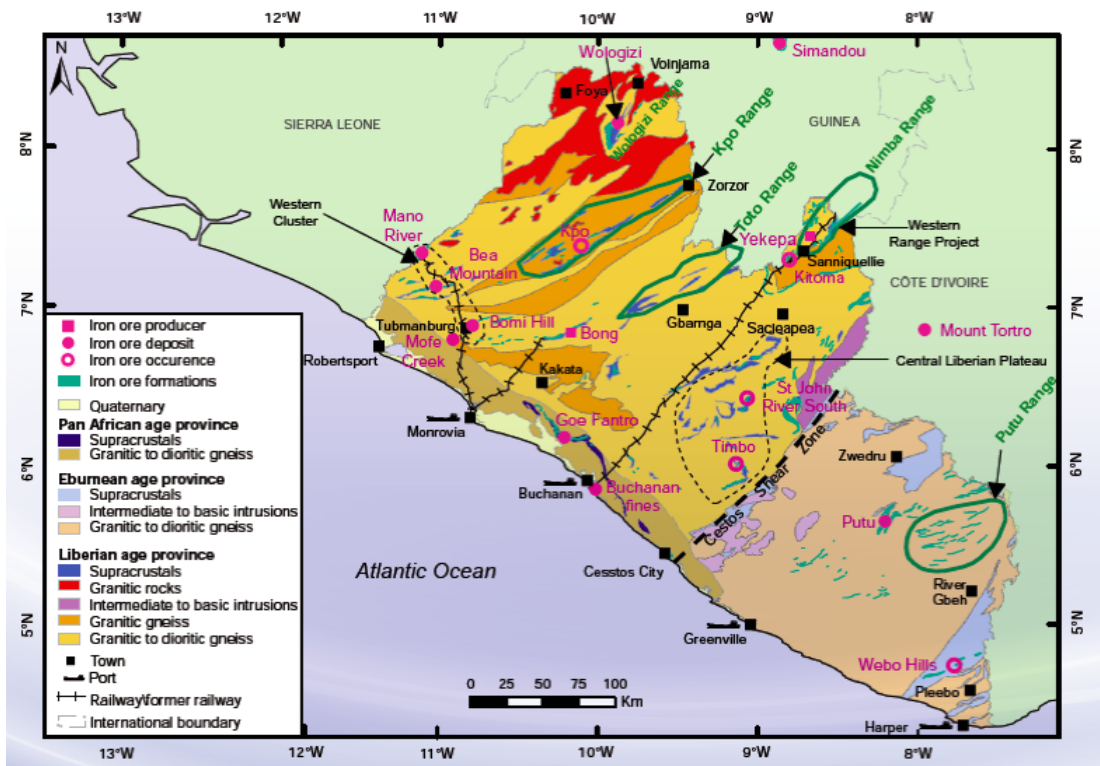 13°W
12°W
11°W
10°W
9°W
8°W
N
Wologizi
Simandou
Voinjama
Foya
SIERRA LEONE
GUINEA
Wologizi Range
Kpo Range
Nimba Range
8°N
8°N
Zorzor
Toto Range
Western
Cluster
Mano
River
Kpo
Yekepa
Western
Range Project
Bea
Mountain
Sanniquellie
Kitoma
CÔTE D'IVOIRE
7°N
7°N
Iron ore producer
Iron ore deposit
Iron ore occurence
Iron ore formations
Quaternary
Pan African age province
Supracrustals
Granitic to dioritic gneiss
Eburnean age province
Supracrustals
Intermediate to basic intrusions
Granitic to dioritic gneiss
Liberian age province
Supracrustals
Granitic rocks
Intermediate to basic intrusions
Granitic gneiss
Granitic to dioritic gneiss
Town
Port
Railway\former railway
International boundary
Tubmanburg
Bomi Hill
Bong
Gbarnga
Sacleapea
Mount Tortro
Robertsport
Mofe
Creek
Central Liberian Plateau
Kakata
St John
River South
Putu Range
Monrovia
Goe Fantro
Timbo
Zwedru
6°N
6°N
Cestos Shear Zone
Buchanan
Buchanan
fines
Putu
Atlantic Ocean
Cesstos City
River
Gbeh
5°N
5°N
Greenville
Webo Hills
Pleebo
0 25 50 75 100
Km
Harper
13°W
12°W
11°W
10°W
9°W
8°W